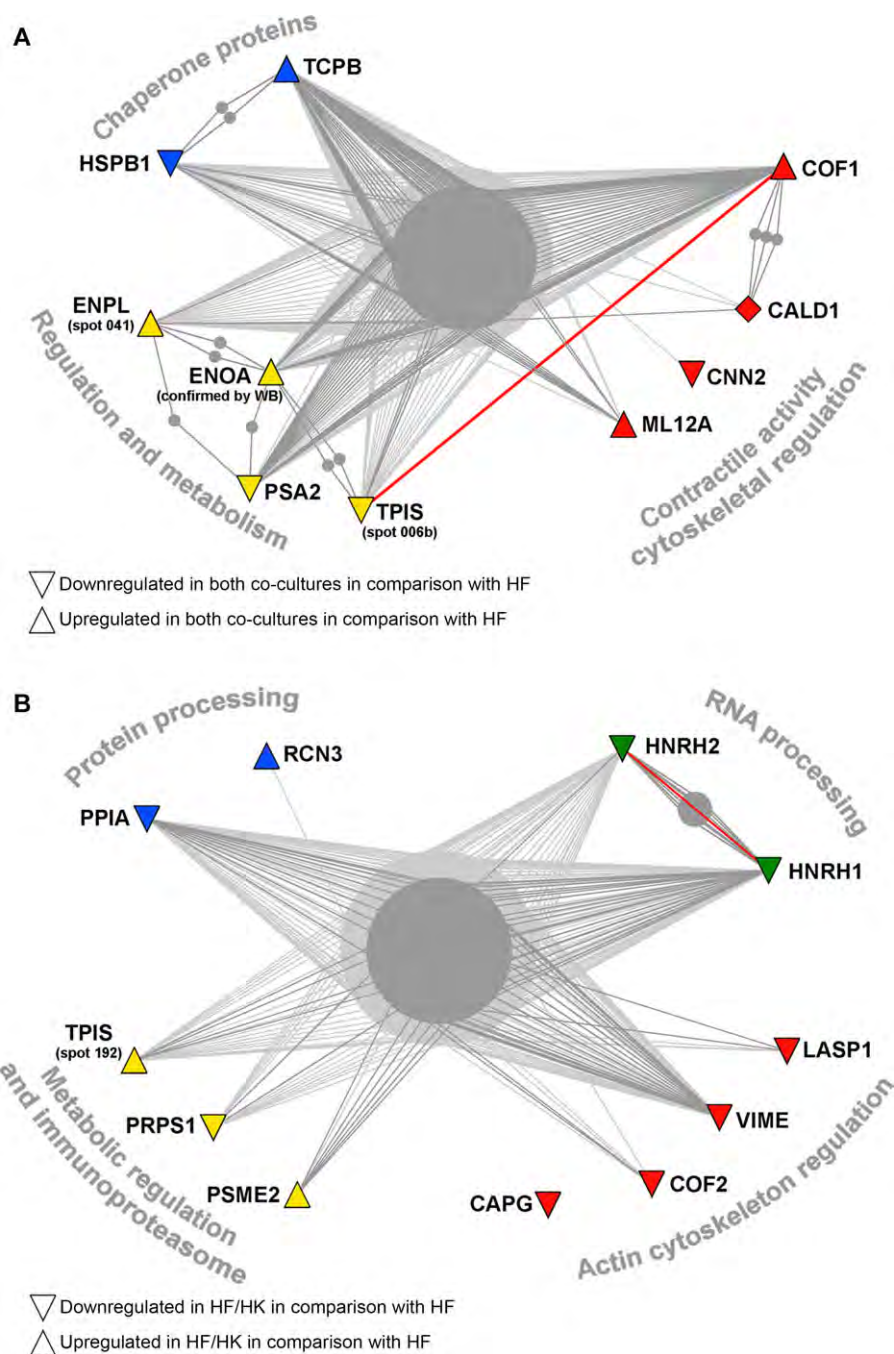 A
Chaperone proteins
TCPB
HSPB1
COF1
CALD1
CNN2
ML12A
Contractile activity
cytoskeletal regulation
ENPL
(spot 041)
ENOA
(confirmed by WB)
PSA2
TPIS
(spot 006b)
Regulation and metabolism
Downregulated in both co-cultures in comparison with HF
Upregulated in both co-cultures in comparison with HF
B
Protein processing
RCN3
PPIA
RNA processing
HNRH2
HNRH1
TPIS
(spot 192)
PRPS1
PSME2
Metabolic regulation
and immunoproteasome
LASP1
VIME
COF2
CAPG
Actin cytoskeleton regulation
Downregulated in HF/HK in comparison with HF
Upregulated in HF/HK in comparison with HF